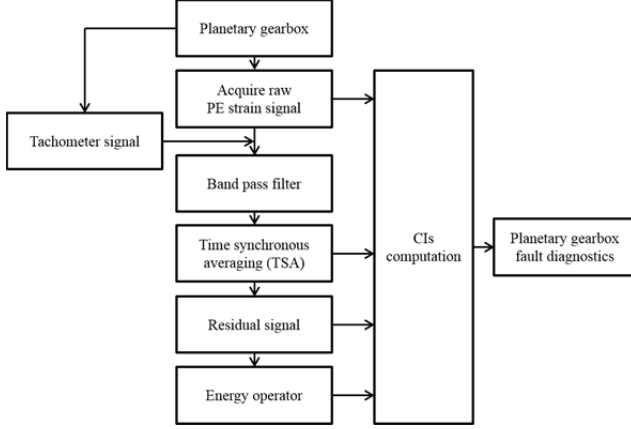 Planetary gearbox
Acquire raw
PE strain signal
Tachometer signal
Band pass filter
Time synchronous
averaging (TSA)
Residual signal
Energy operator
CIs
computation
Planetary gearbox
fault diagnostics